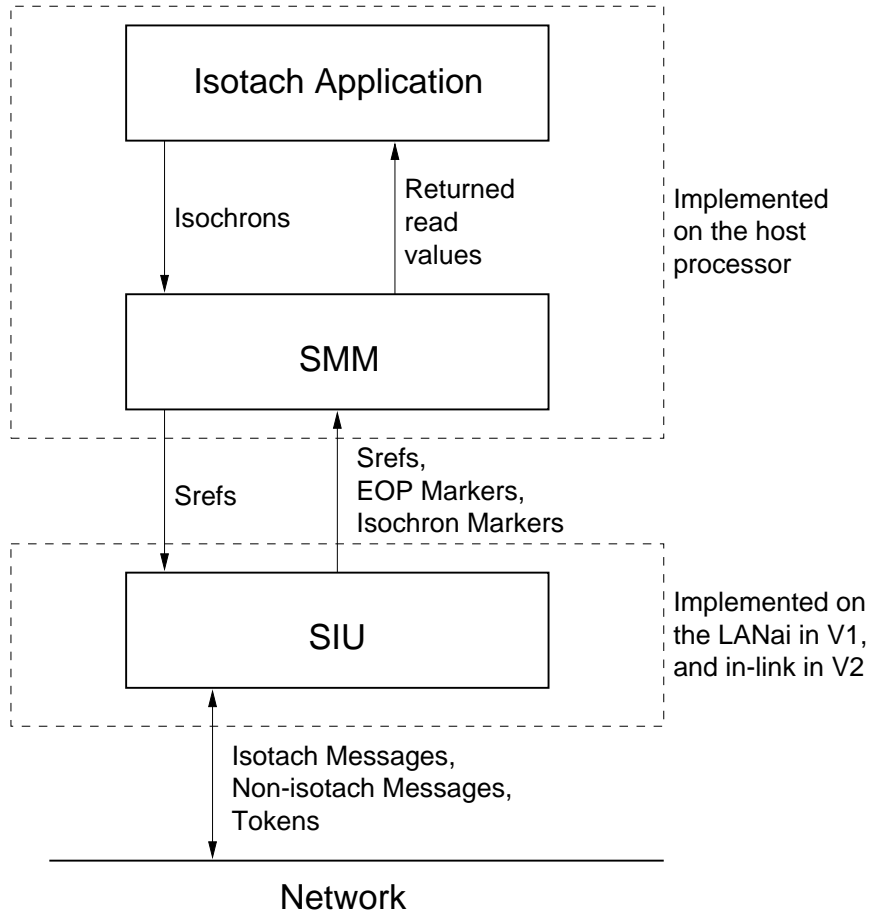 Isotach Application
Isochrons
Returned
read
values
Implemented
on the host
processor
SMM
Srefs
Srefs,
EOP Markers,
Isochron Markers
SIU
Implemented on
the LANai in V1,
and in-link in V2
Isotach Messages,
Non-isotach Messages,
Tokens
Network